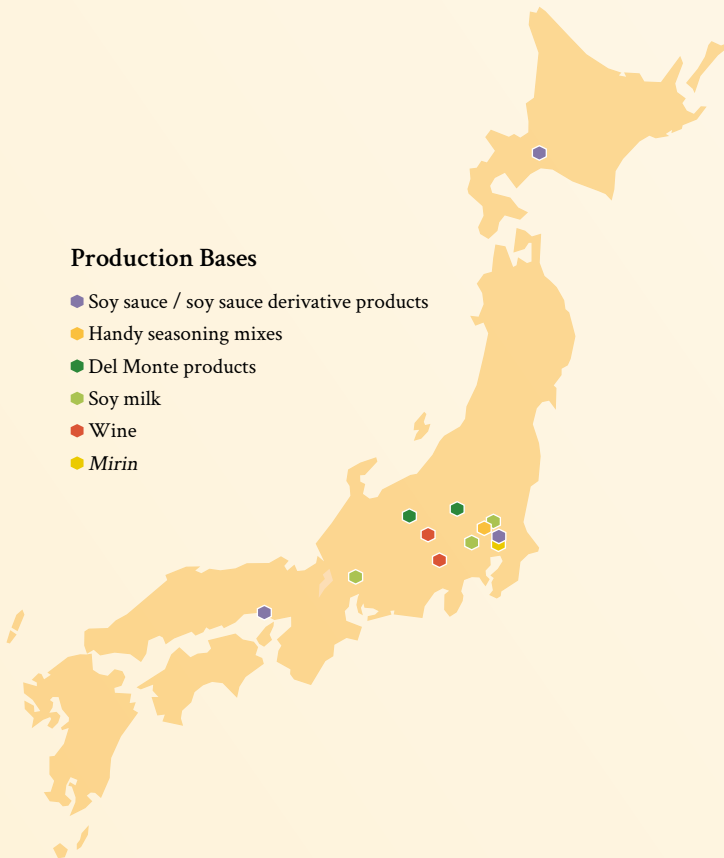 Production Bases
Soy sauce / soy sauce derivative products
Handy seasoning mixes
Del Monte products
Soy milk
Wine
Mirin